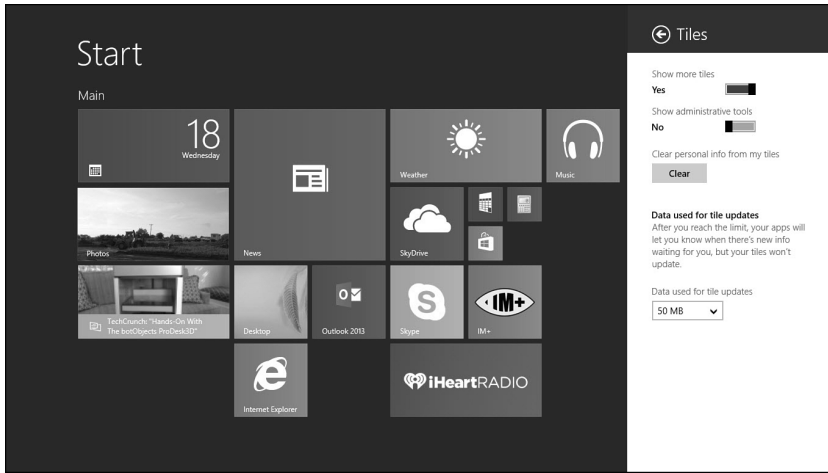 Start
Main
18
Wednesday
Weather
Music
Photos
News
SkyDrive
TechCrunch: "Hands-On With
The botObjects ProDesk3D"
Desktop
Outlook 2013
S
Skype
IM+
IM+
Internet Explorer
iHeartRADIO
Tiles
Show more tiles
Yes
Show administrative tools
No
Clear personal info from my tiles
Clear
Data used for tile updates
After you reach the limit, your apps will
let you know when there's new info
waiting for you, but your tiles won't
update.
Data used for tile updates
50 MB